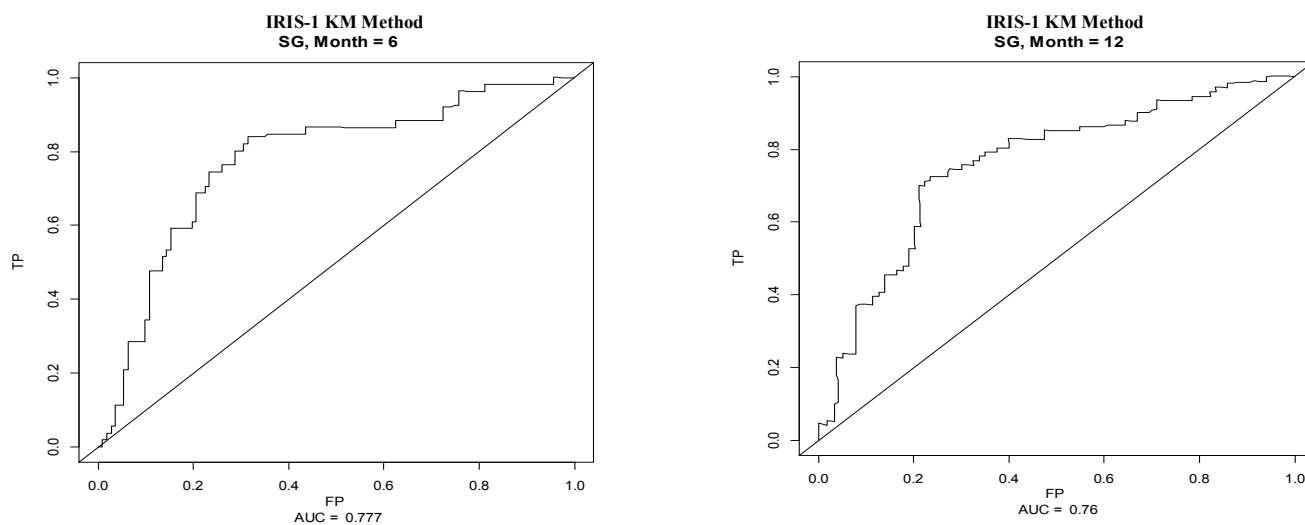 IRIS-1 KM Method
SG, Month = 6
TP
1.0
0.8
0.6
0.4
0.2
0.0
0.0 0.2 0.4 0.6 0.8 1.0
FP
AUC = 0.777
IRIS-1 KM Method
SG, Month = 12
TP
1.0
0.8
0.6
0.4
0.2
0.0
0.0 0.2 0.4 0.6 0.8 1.0
FP
AUC = 0.76